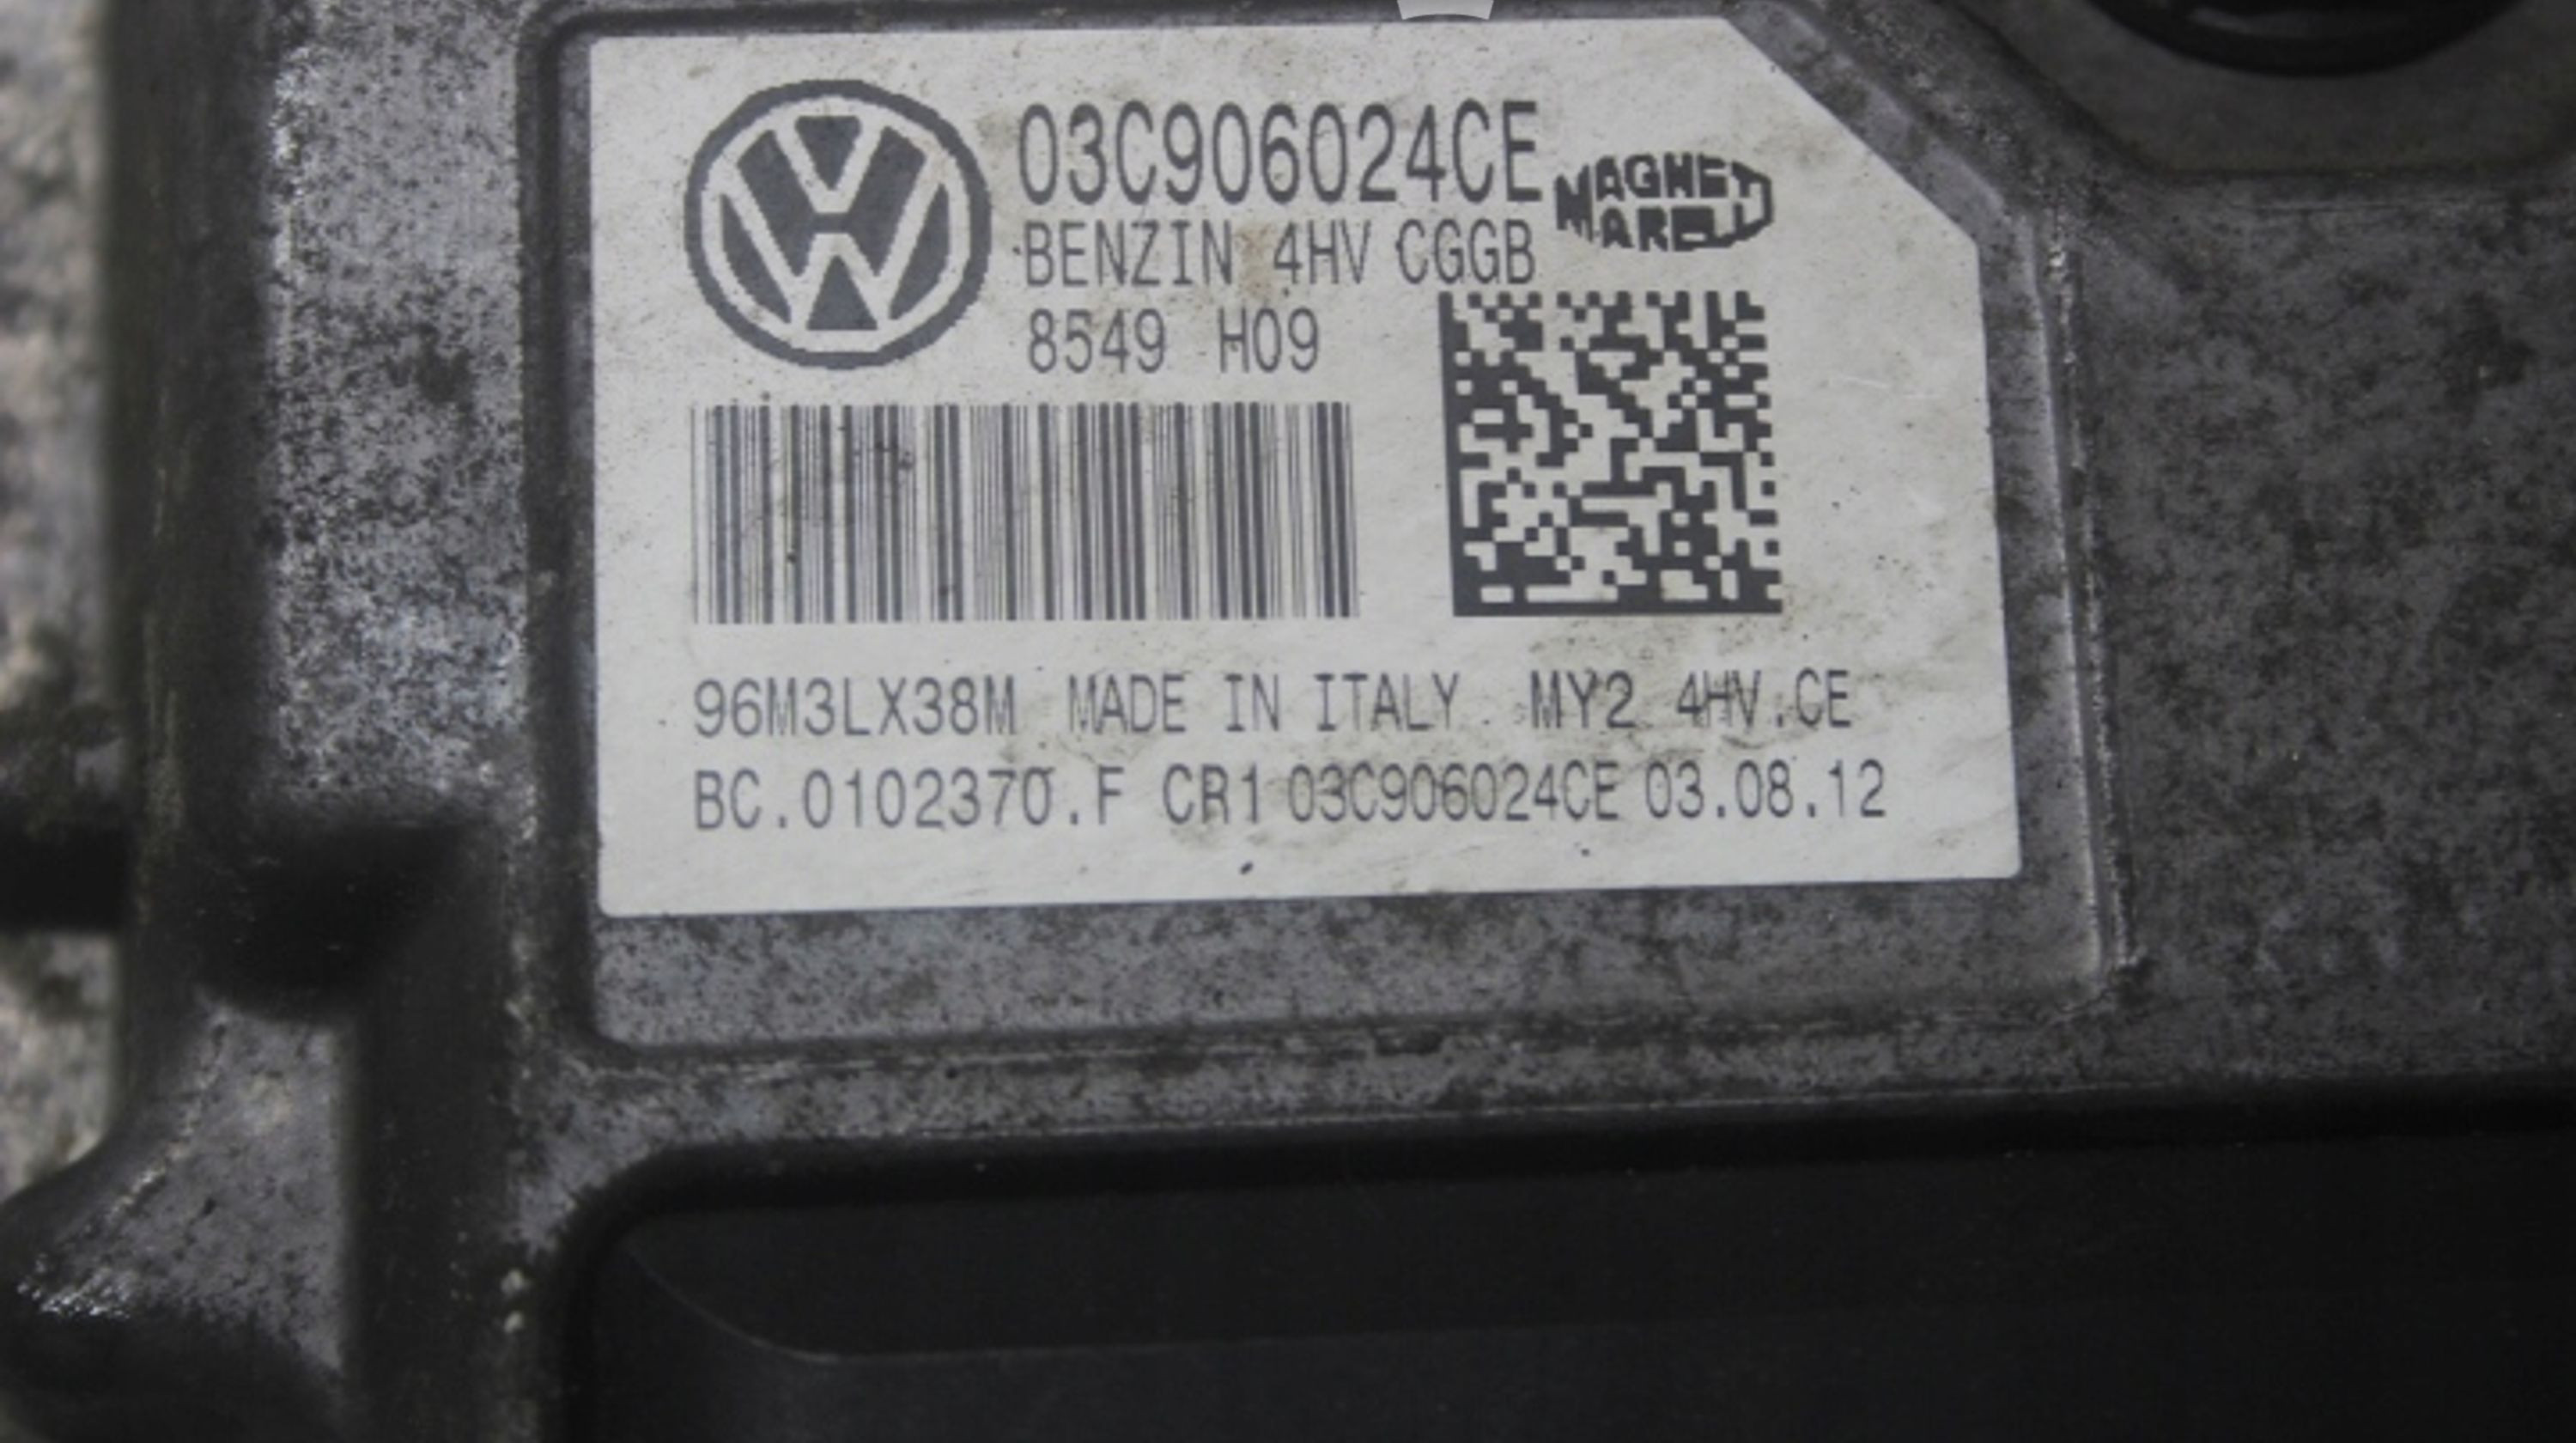 03C906024CE
MAGNETI
MARELLI
BENZIN 4HV CGGB
8549 H09
96M3LX38M MADE IN ITALY MY2 4HV.CE
BC.0102370.F CR1 03C906024CE 03.08.12